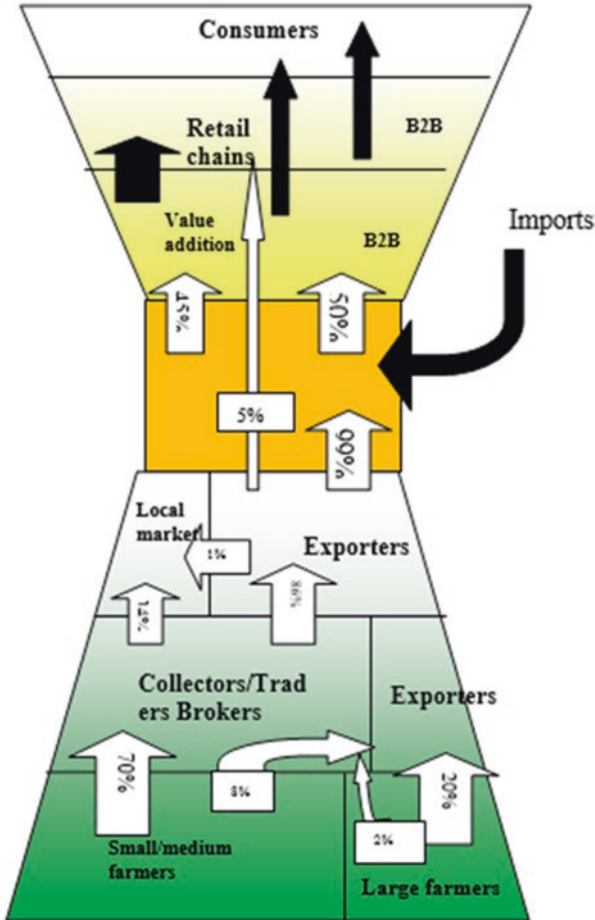 Consumers
Retail
chains
B2B
Value
addition
B2B
Imports
45%
50%
5%
99%
Local
market
1%
Exporters
14%
86%
Collectors/Trad
ers Brokers
Exporters
70%
8%
20%
2%
Small/medium
farmers
Large farmers